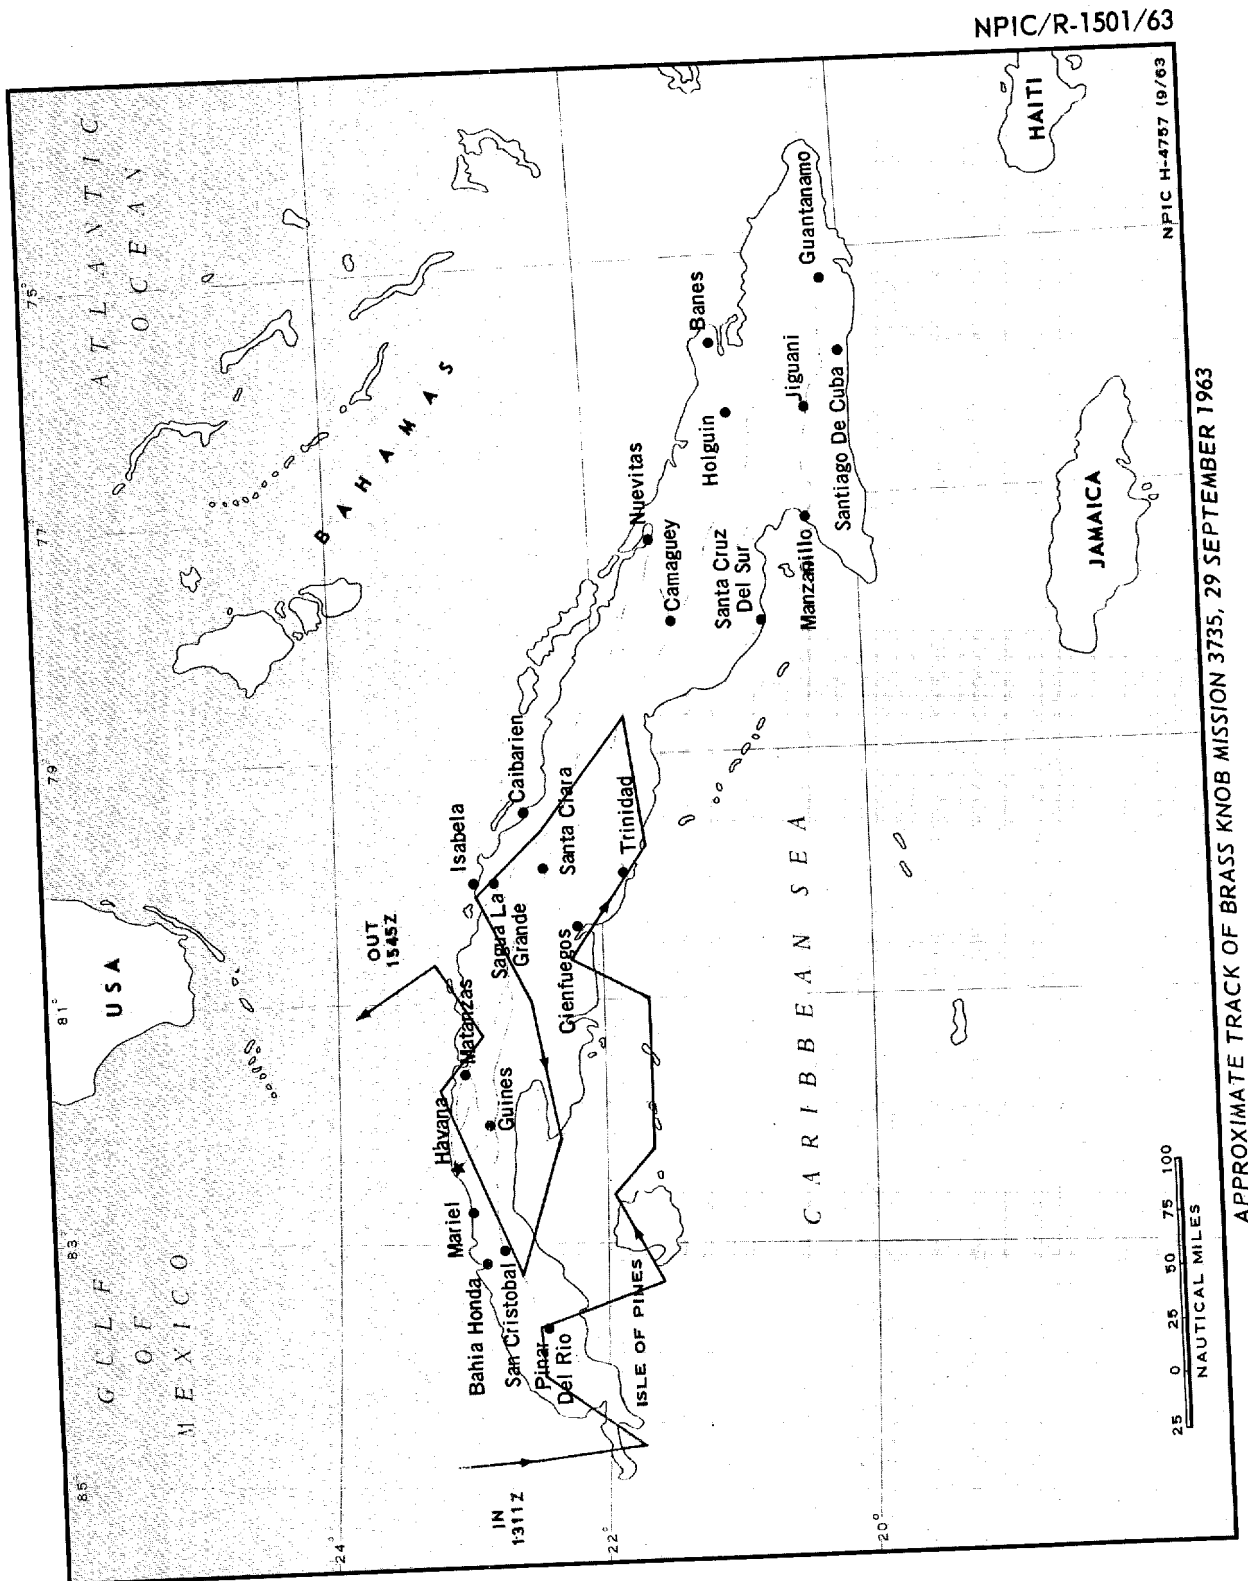 NPIC/R-1501/63
ATLANTIC
OCEAN
GULF
OF
MEXICO
USA
BAHAMAS
85°
83°
81°
79°
77
75°
24
22°
20°
IN
1311Z
OUT
1545Z
Havana
Matanzas
Mariel
Guines
Bahia Honda
San Cristobal
Pinar
Del Rio
Isabela
Sagua La
Grande
Caibarien
Santa Clara
Cienfuegos
Trinidad
Nuevitas
Camaguey
Santa Cruz
Del Sur
Banes
Holguin
Jiguani
Manzanillo
Santiago De Cuba
Guantanamo
ISLE OF PINES
CARIBBEAN SEA
JAMAICA
HAITI
25 0 25 50 75 100
NAUTICAL MILES
NPIC H-4757 (9/63
APPROXIMATE TRACK OF BRASS KNOB MISSION 3735, 29 SEPTEMBER 1963